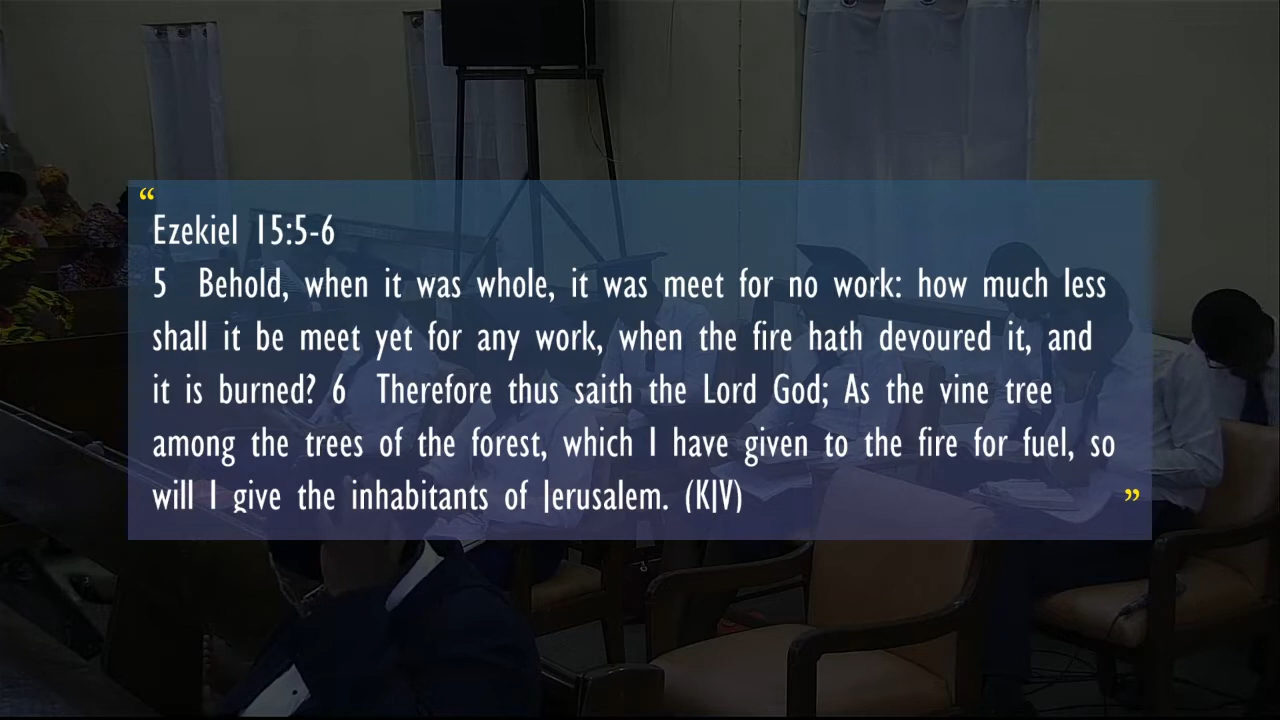 “
Ezekiel 15:5-6
5 Behold, when it was whole, it was meet for no work: how much less
shall it be meet yet for any work, when the fire hath devoured it, and
it is burned? 6 Therefore thus saith the Lord God; As the vine tree
among the trees of the forest, which I have given to the fire for fuel, so
will I give the inhabitants of Jerusalem. (KJV)
”